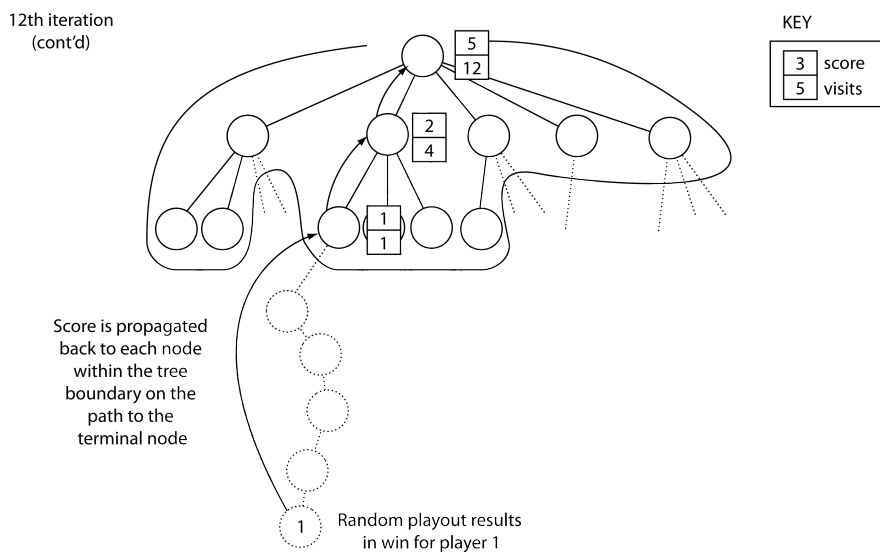 12th iteration
(cont'd)
KEY
3 score
5 visits
5
12
2
4
1
1
Score is propagated
back to each node
within the tree
boundary on the
path to the
terminal node
1
Random playout results
in win for player 1